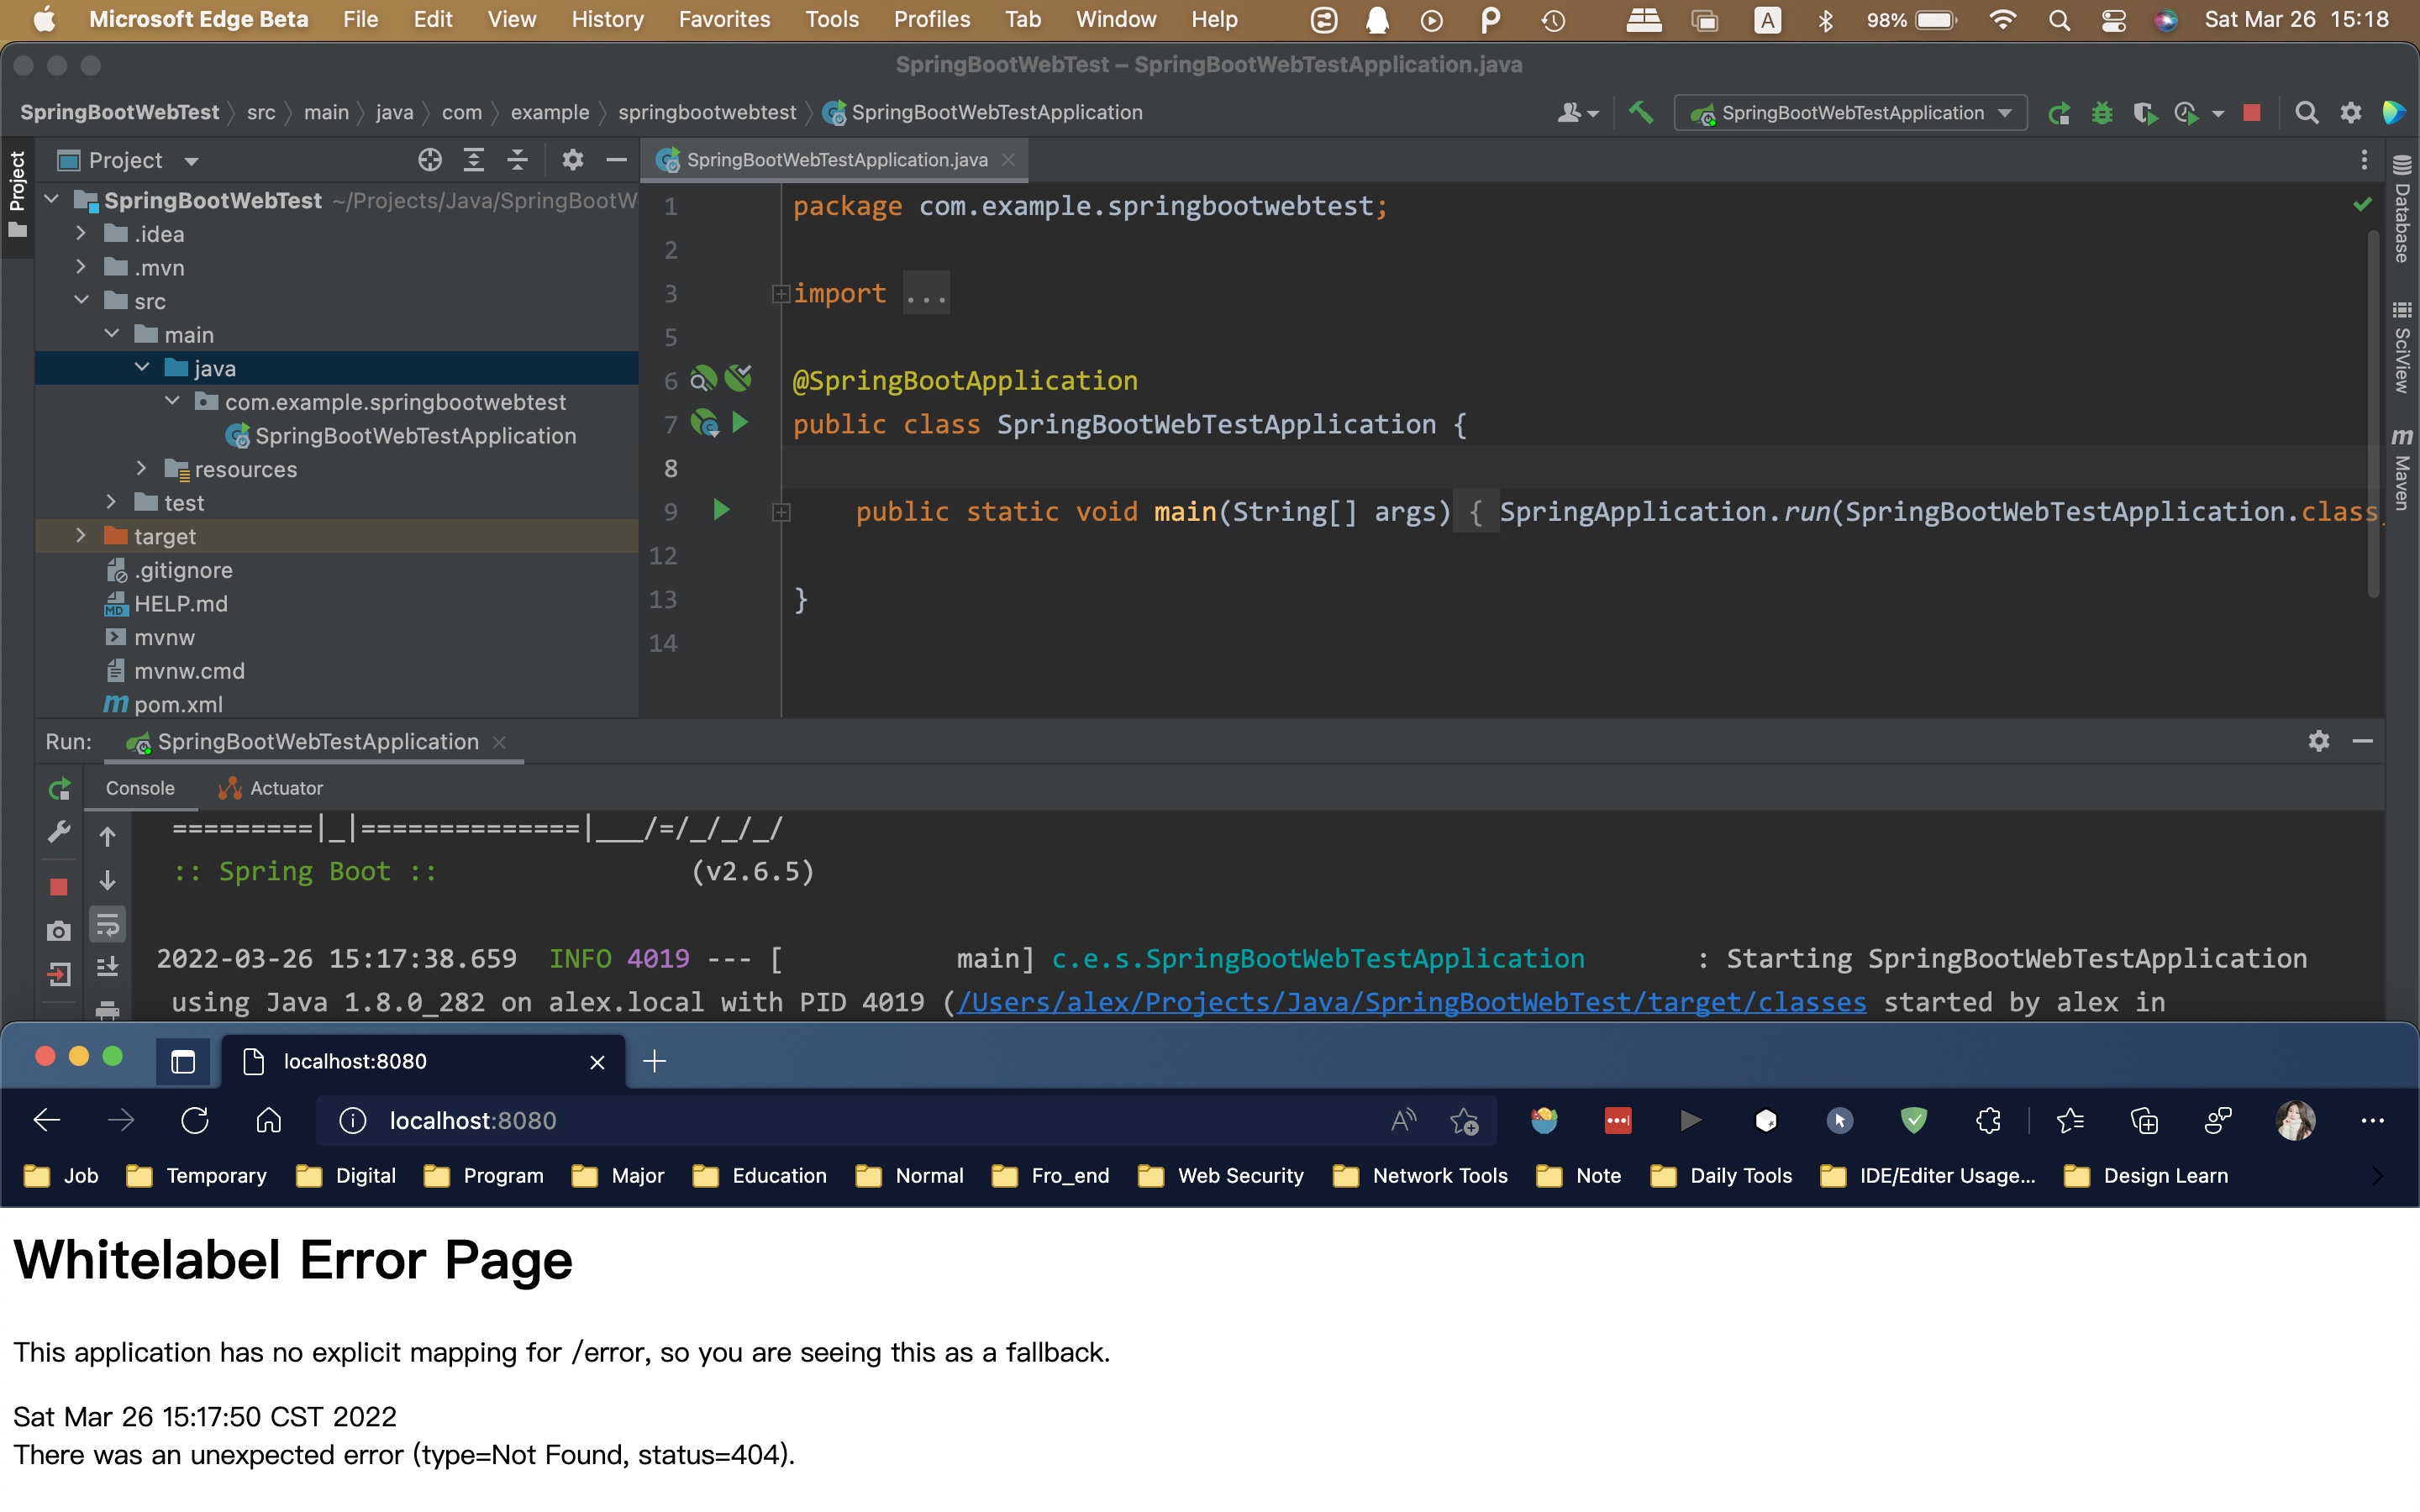 Microsoft Edge Beta File Edit View History Favorites Tools Profiles Tab Window Help A 98% Sat Mar 26 15:18
SpringBootWebTest – SpringBootWebTestApplication.java
SpringBootWebTest src main java com example springbootwebtest SpringBootWebTestApplication SpringBootWebTestApplication
Project
Project
SpringBootWebTest ~/Projects/Java/SpringBootW
.idea
.mvn
src
main
java
com.example.springbootwebtest
SpringBootWebTestApplication
resources
test
target
.gitignore
HELP.md
mvnw
mvnw.cmd
pom.xml
SpringBootWebTestApplication.java
1 package com.example.springbootwebtest;
2
3 import ...
5
6 @SpringBootApplication
7 public class SpringBootWebTestApplication {
8
9 public static void main(String[] args) { SpringApplication.run(SpringBootWebTestApplication.class
12
13 }
14
Database
SciView
Maven
Run: SpringBootWebTestApplication
Console Actuator
=========|_|==============|___/=/_/_/_/
:: Spring Boot :: (v2.6.5)
2022-03-26 15:17:38.659 INFO 4019 --- [ main] c.e.s.SpringBootWebTestApplication : Starting SpringBootWebTestApplication
using Java 1.8.0_282 on alex.local with PID 4019 (/Users/alex/Projects/Java/SpringBootWebTest/target/classes started by alex in
localhost:8080
localhost:8080
Job Temporary Digital Program Major Education Normal Fro_end Web Security Network Tools Note Daily Tools IDE/Editer Usage... Design Learn
Whitelabel Error Page
This application has no explicit mapping for /error, so you are seeing this as a fallback.
Sat Mar 26 15:17:50 CST 2022
There was an unexpected error (type=Not Found, status=404).